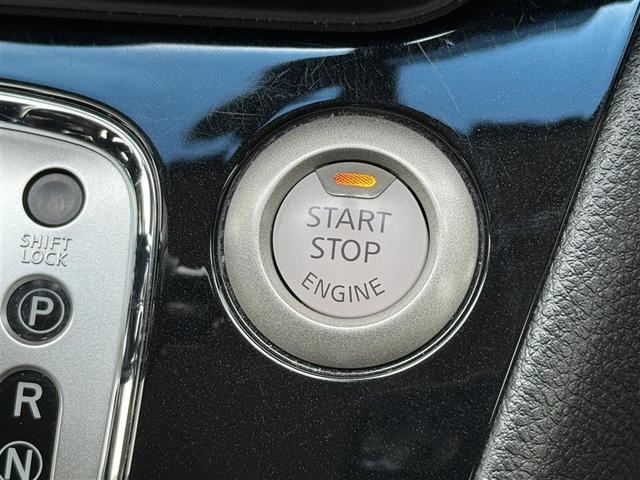 START
STOP
ENGINE
SHIFT
LOCK
P
R
N